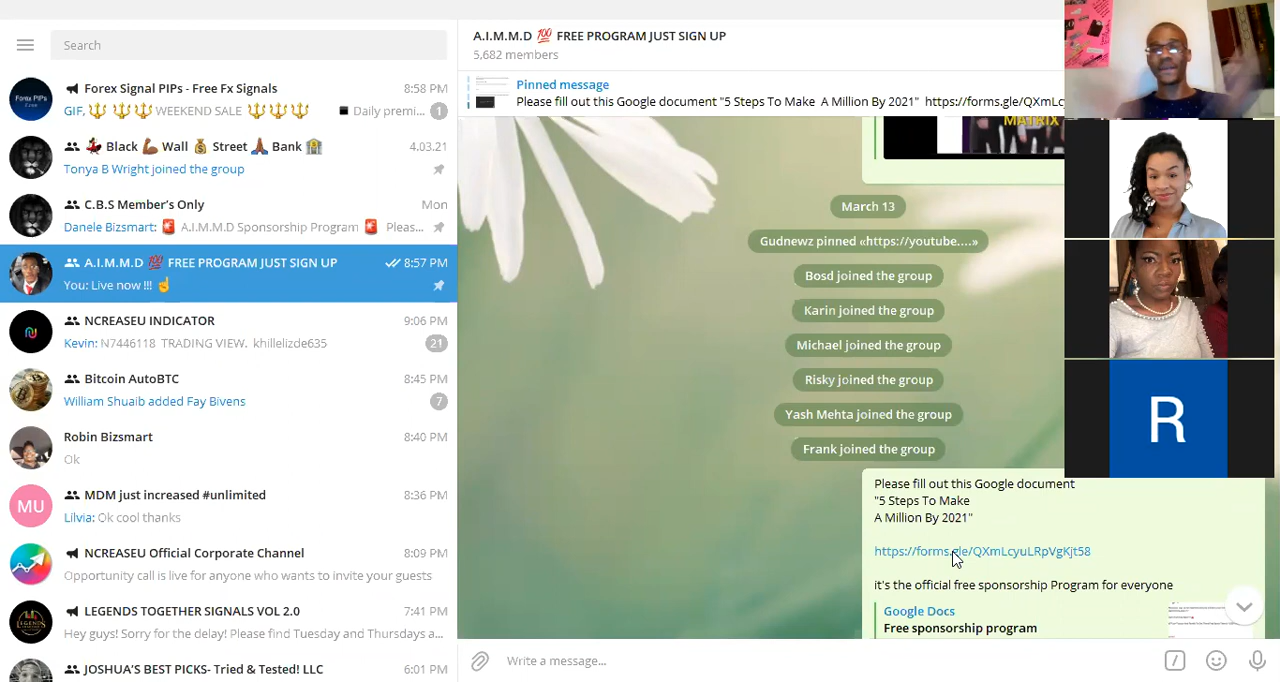 Search
Forex PIPs
Free
Forex Signal PIPs - Free Fx Signals
8:58 PM
GIF, 🔱 🔱 🔱 WEEKEND SALE 🔱 🔱 🔱 ◾ Daily premi...
1
💃🏿 Black 💪🏾 Wall 💰 Street 🙏🏾 Bank 🏦
4.03.21
Tonya B Wright joined the group
C.B.S Member's Only
Mon
Danele Bizsmart: 🚨 A.I.M.M.D Sponsorship Program 🚨 Pleas...
A.I.M.M.D 💯 FREE PROGRAM JUST SIGN UP
8:57 PM
You: Live now !!! ☝
NCREASEU INDICATOR
9:06 PM
Kevin: N7446118 TRADING VIEW. khillelizde635
21
Bitcoin AutoBTC
8:45 PM
William Shuaib added Fay Bivens
7
Robin Bizsmart
8:40 PM
Ok
MU
MDM just increased #unlimited
8:36 PM
Lilvia: Ok cool thanks
NCREASEU Official Corporate Channel
8:09 PM
Opportunity call is live for anyone who wants to invite your guests
LEGENDS TOGETHER SIGNALS VOL 2.0
7:41 PM
Hey guys! Sorry for the delay! Please find Tuesday and Thursdays a...
JOSHUA'S BEST PICKS- Tried & Tested! LLC
6:01 PM
A.I.M.M.D 💯 FREE PROGRAM JUST SIGN UP
5,682 members
Pinned message
Please fill out this Google document "5 Steps To Make A Million By 2021" https://forms.gle/QXmLc
MATRIX
March 13
Gudnewz pinned «https://youtube....»
Bosd joined the group
Karin joined the group
Michael joined the group
Risky joined the group
Yash Mehta joined the group
Frank joined the group
Please fill out this Google document
"5 Steps To Make
A Million By 2021"
https://forms.gle/QXmLcyuLRpVgKjt58
it's the official free sponsorship Program for everyone
Google Docs
Free sponsorship program
Write a message...
R